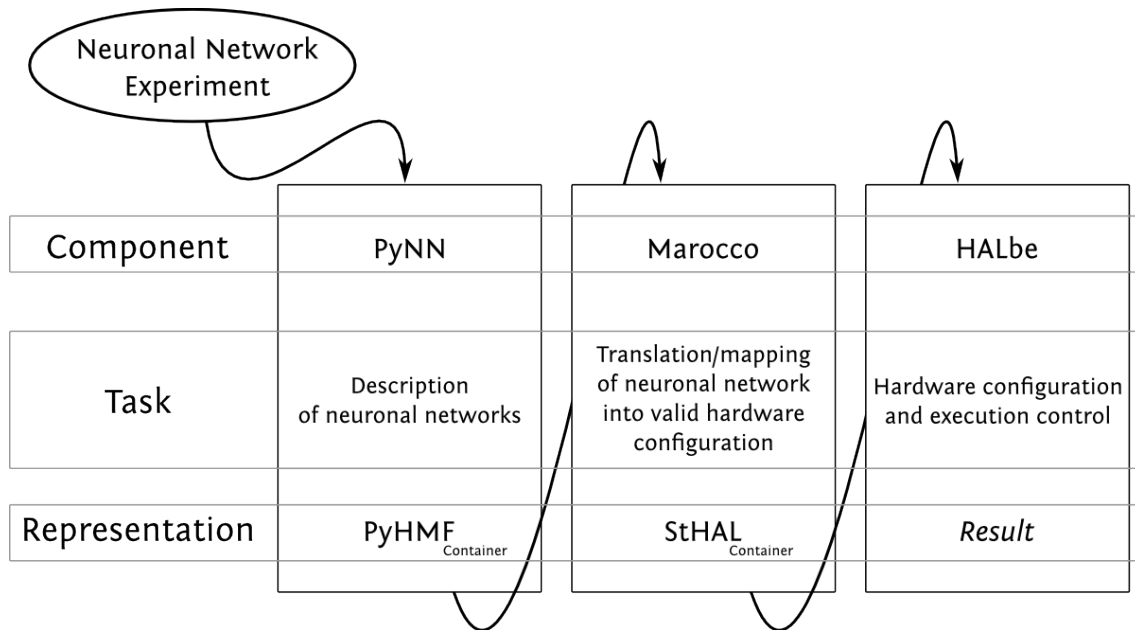 Neuronal Network
Experiment
Component
PyNN
Marocco
HALbe
Task
Description
of neuronal networks
Translation/mapping
of neuronal network
into valid hardware
configuration
Hardware configuration
and execution control
Representation
PyHMF Container
StHAL Container
Result